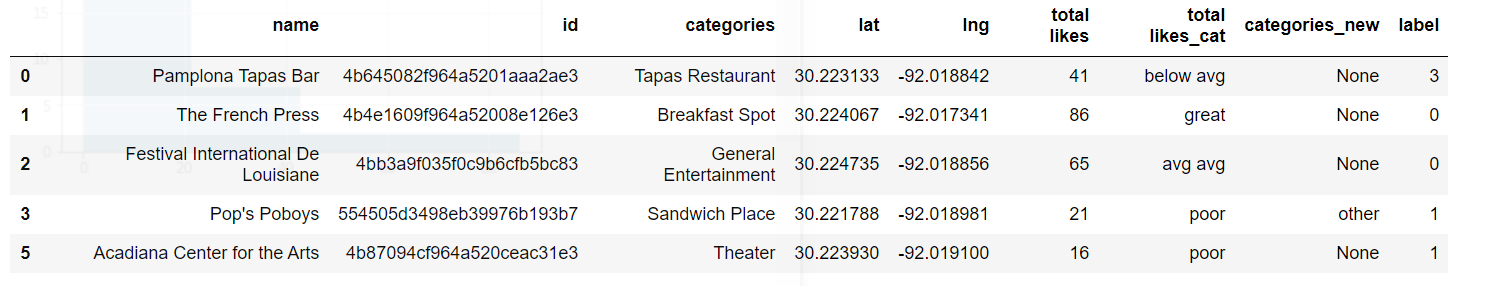 name id categories lat lng total likes total likes_cat categories_new label
0 Pamplona Tapas Bar 4b645082f964a5201aaa2ae3 Tapas Restaurant 30.223133 -92.018842 41 below avg None 3
1 The French Press 4b4e1609f964a52008e126e3 Breakfast Spot 30.224067 -92.017341 86 great None 0
2 Festival International De Louisiane 4bb3a9f035f0c9b6cfb5bc83 General Entertainment 30.224735 -92.018856 65 avg avg None 0
3 Pop's Poboys 554505d3498eb39976b193b7 Sandwich Place 30.221788 -92.018981 21 poor other 1
5 Acadiana Center for the Arts 4b87094cf964a520ceac31e3 Theater 30.223930 -92.019100 16 poor None 1